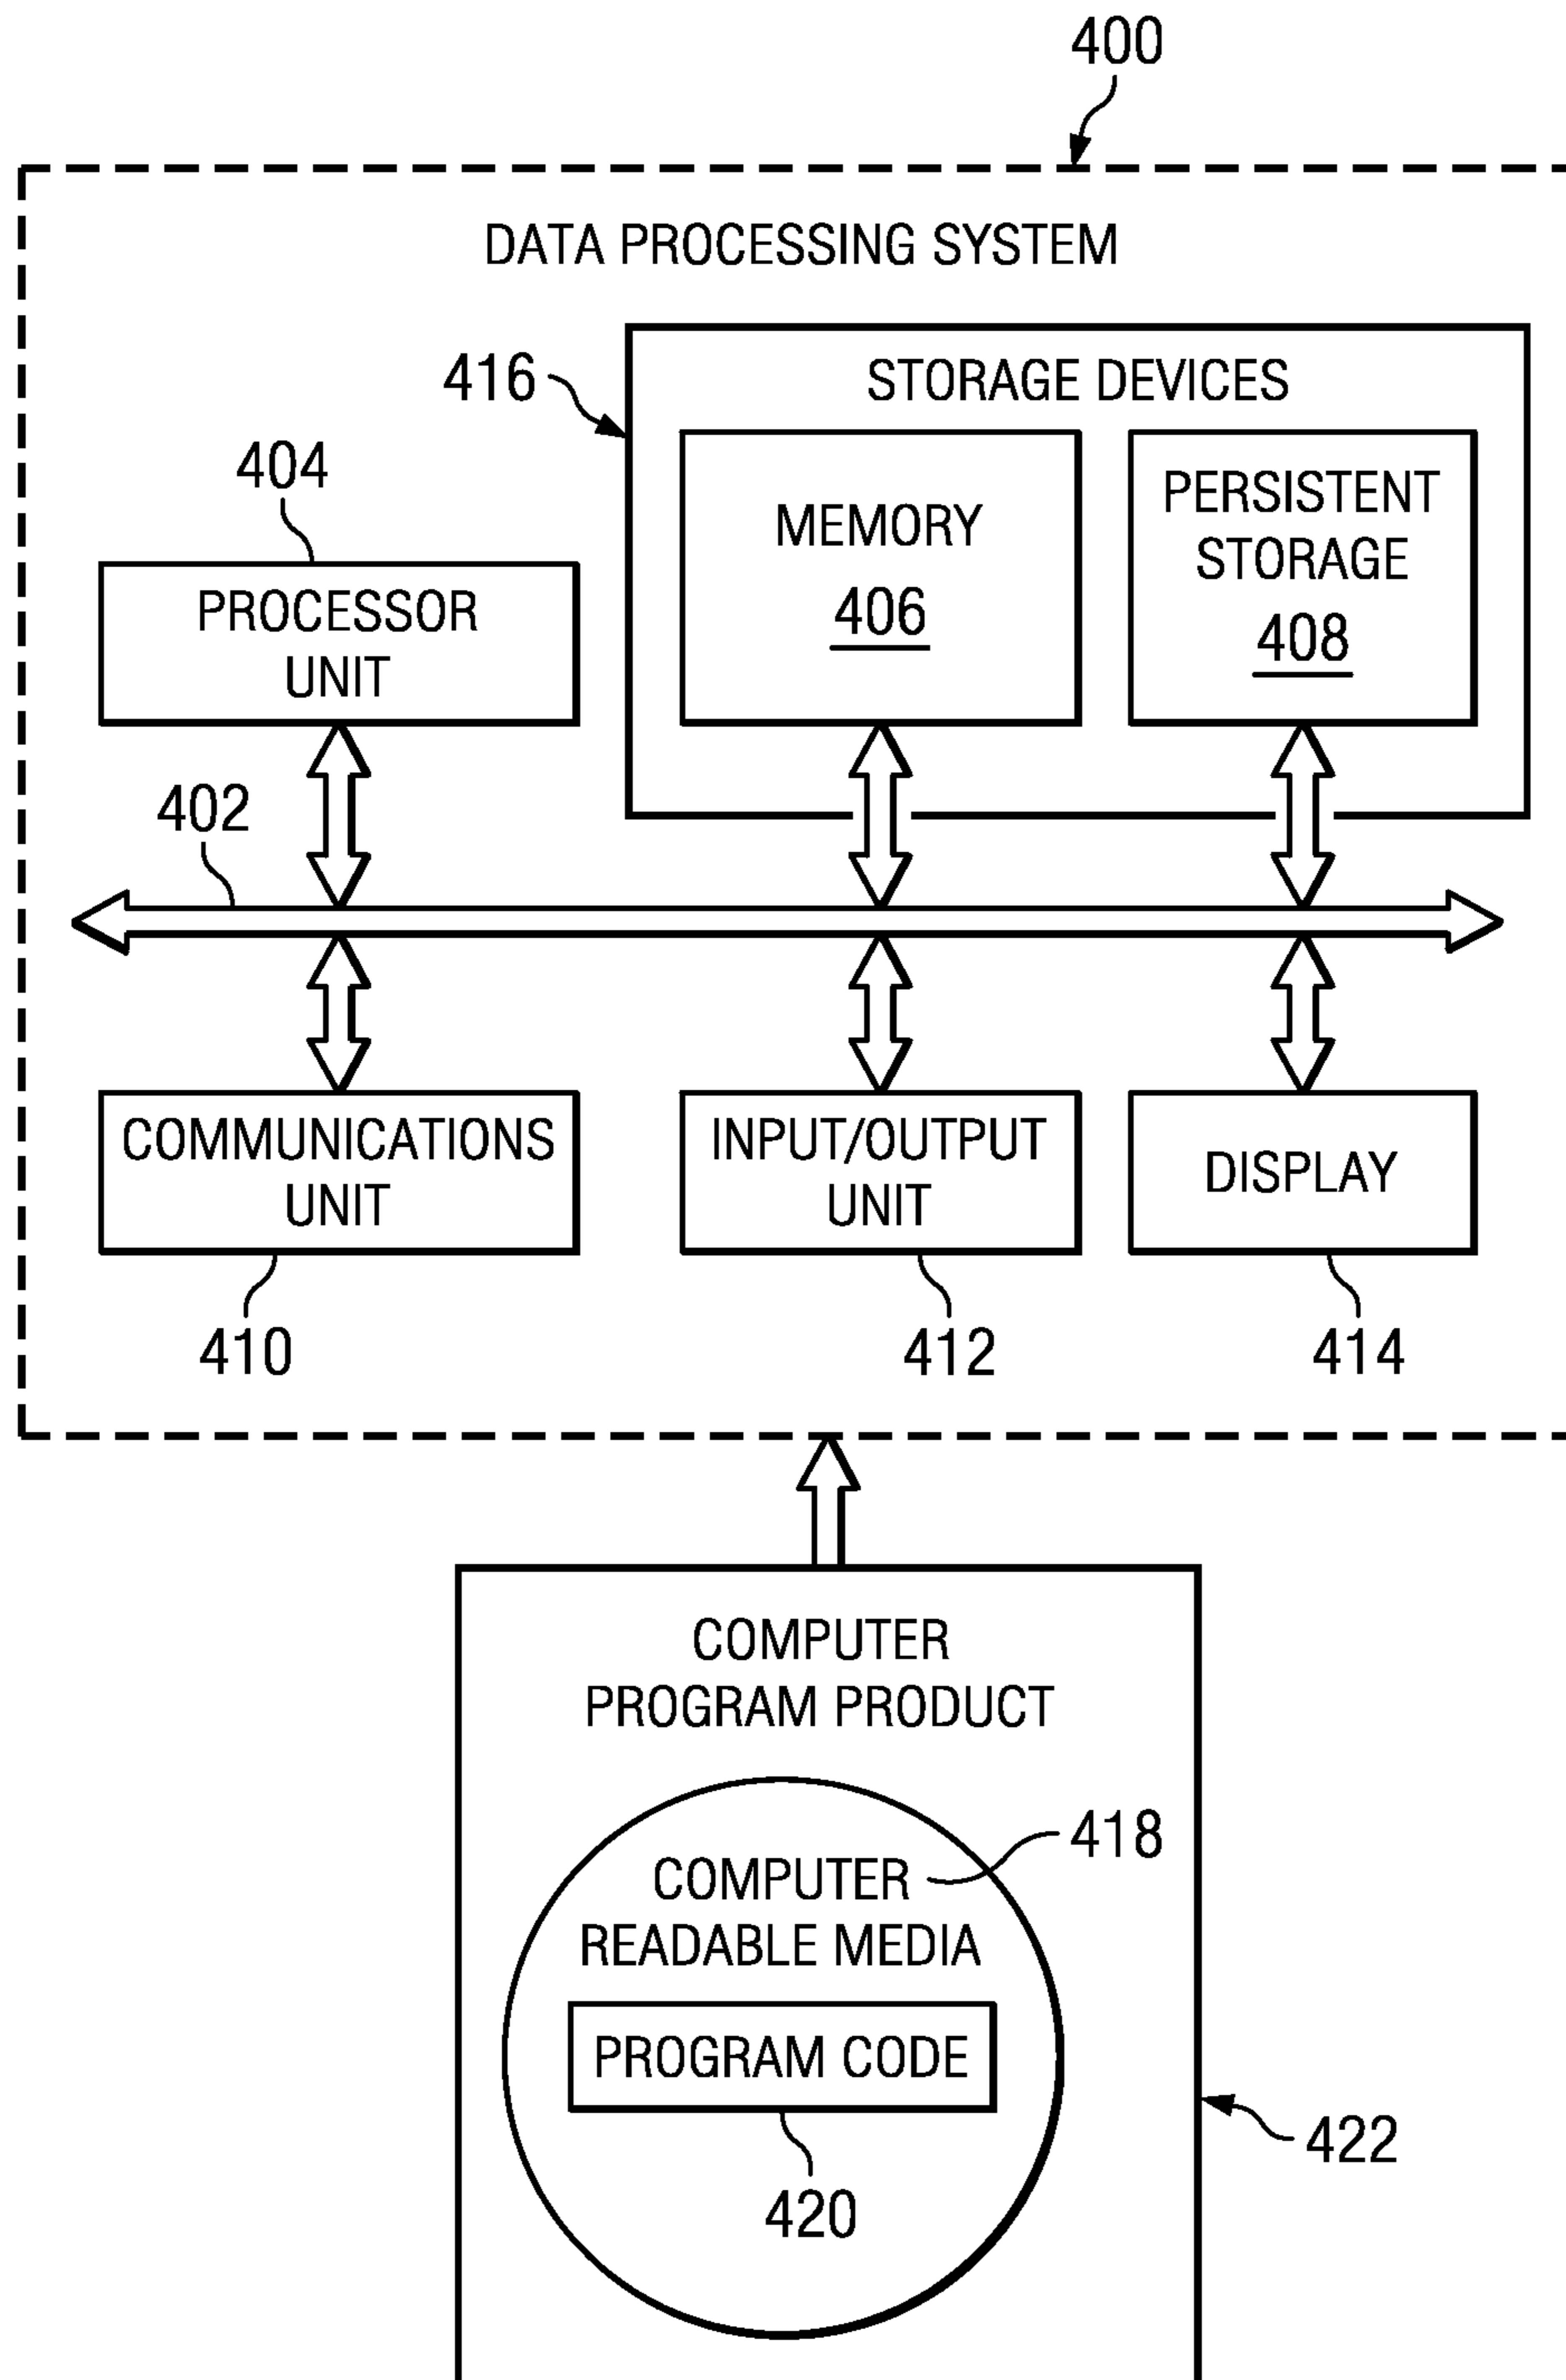 400
DATA PROCESSING SYSTEM
416
STORAGE DEVICES
404
MEMORY
406
PERSISTENT
STORAGE
408
PROCESSOR
UNIT
402
COMMUNICATIONS
UNIT
INPUT/OUTPUT
UNIT
DISPLAY
410
412
414
COMPUTER
PROGRAM PRODUCT
418
COMPUTER
READABLE MEDIA
PROGRAM CODE
420
422